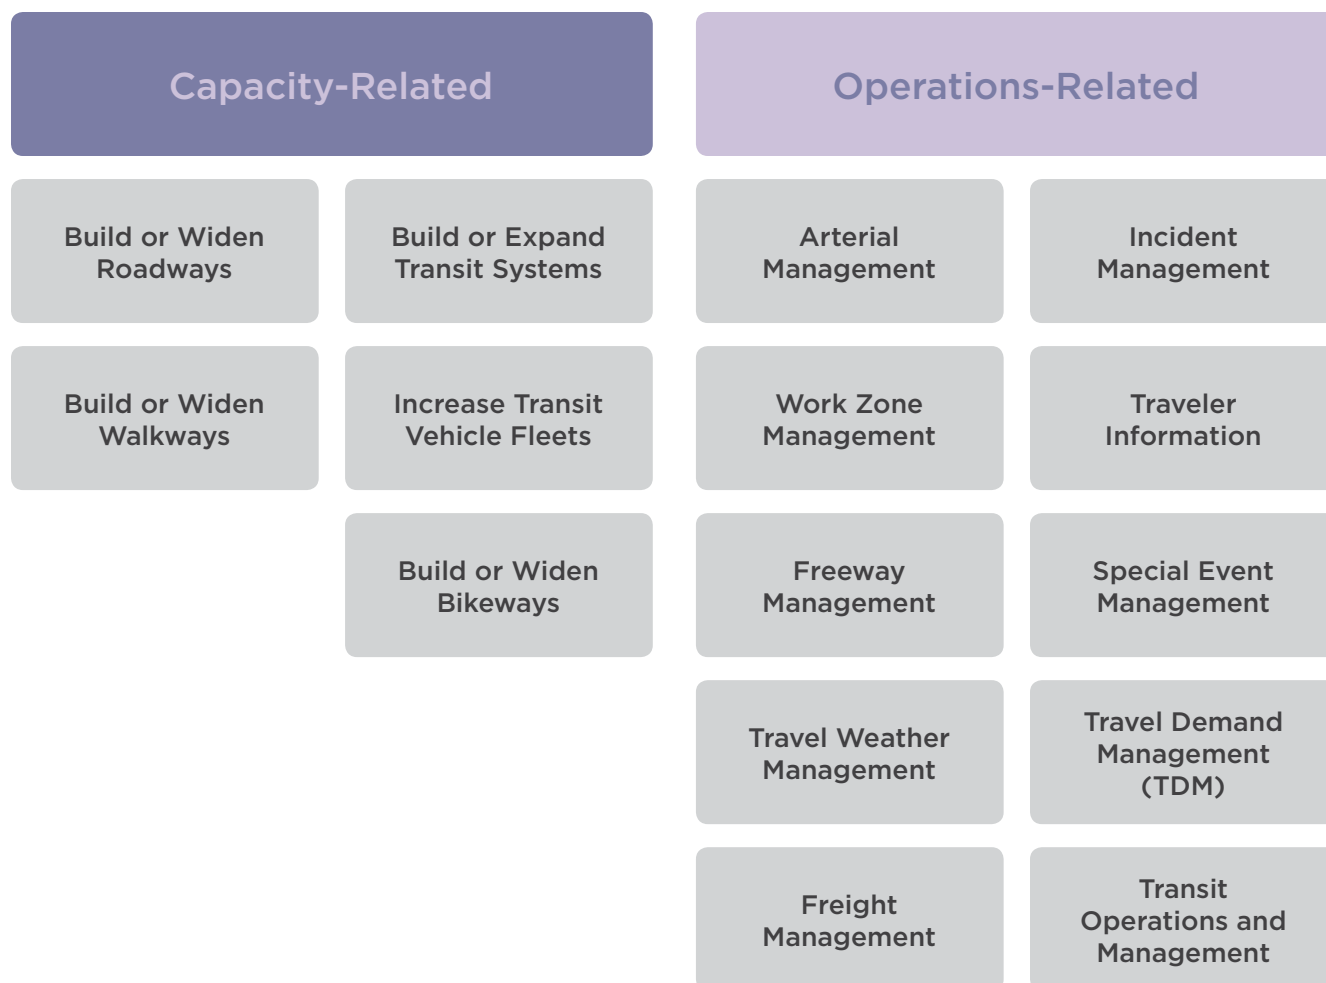 Capacity-Related
Operations-Related
Build or Widen
Roadways
Build or Expand
Transit Systems
Arterial
Management
Incident
Management
Build or Widen
Walkways
Increase Transit
Vehicle Fleets
Work Zone
Management
Traveler
Information
Build or Widen
Bikeways
Freeway
Management
Special Event
Management
Travel Weather
Management
Travel Demand
Management
(TDM)
Freight
Management
Transit
Operations and
Management